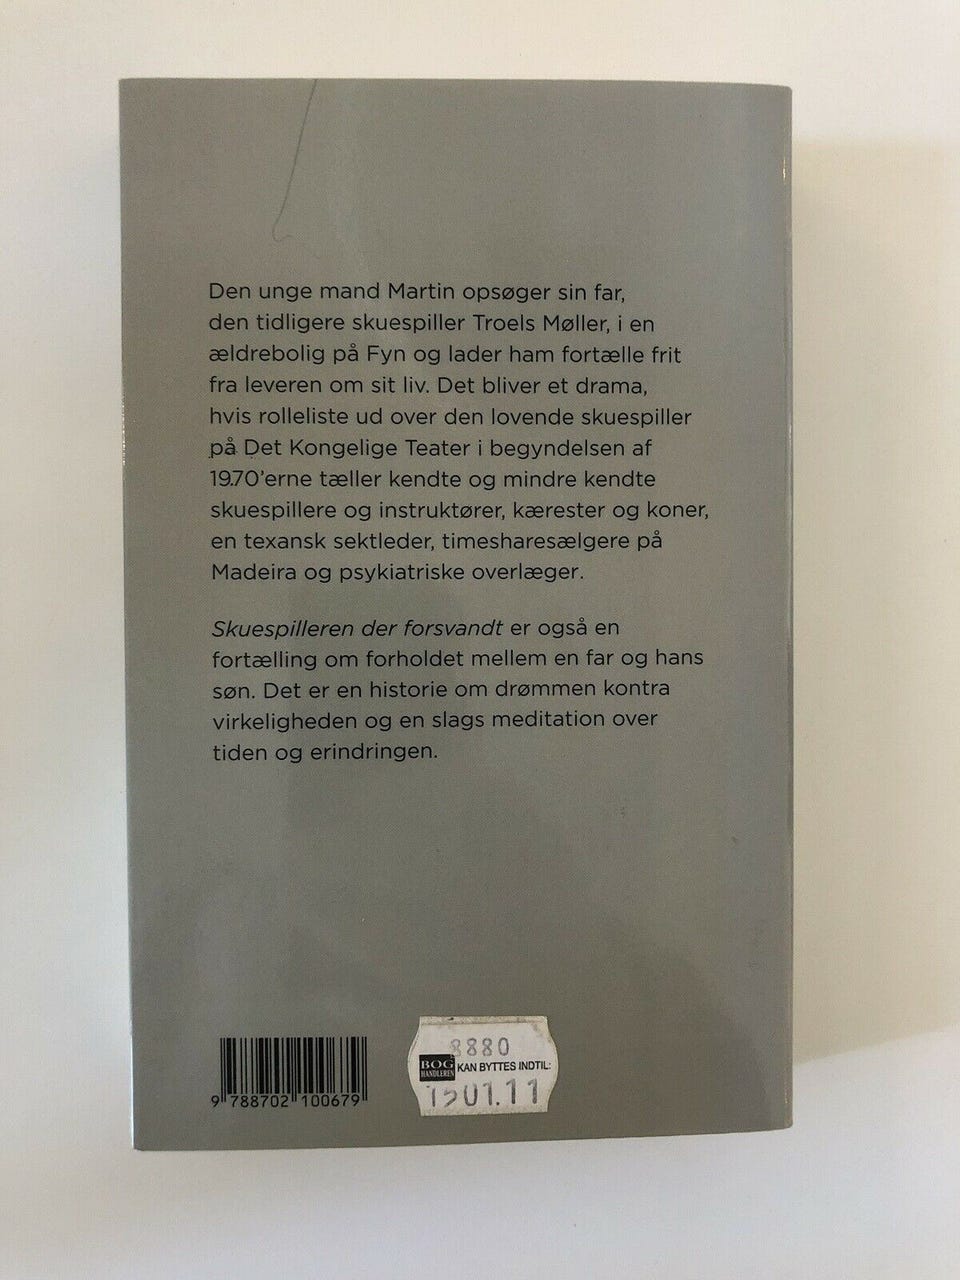 Den unge mand Martin opsøger sin far,
den tidligere skuespiller Troels Møller, i en
ældrebolig på Fyn og lader ham fortælle frit
fra leveren om sit liv. Det bliver et drama,
hvis rolleliste ud over den lovende skuespiller
på Det Kongelige Teater i begyndelsen af
1970'erne tæller kendte og mindre kendte
skuespillere og instruktører, kærester og koner,
en texansk sektleder, timesharesælgere på
Madeira og psykiatriske overlæger.
Skuespilleren der forsvandt er også en
fortælling om forholdet mellem en far og hans
søn. Det er en historie om drømmen kontra
virkeligheden og en slags meditation over
tiden og erindringen.
8880
BOG
HANDLEREN
KAN BYTTES INDTIL:
9 788702 100679